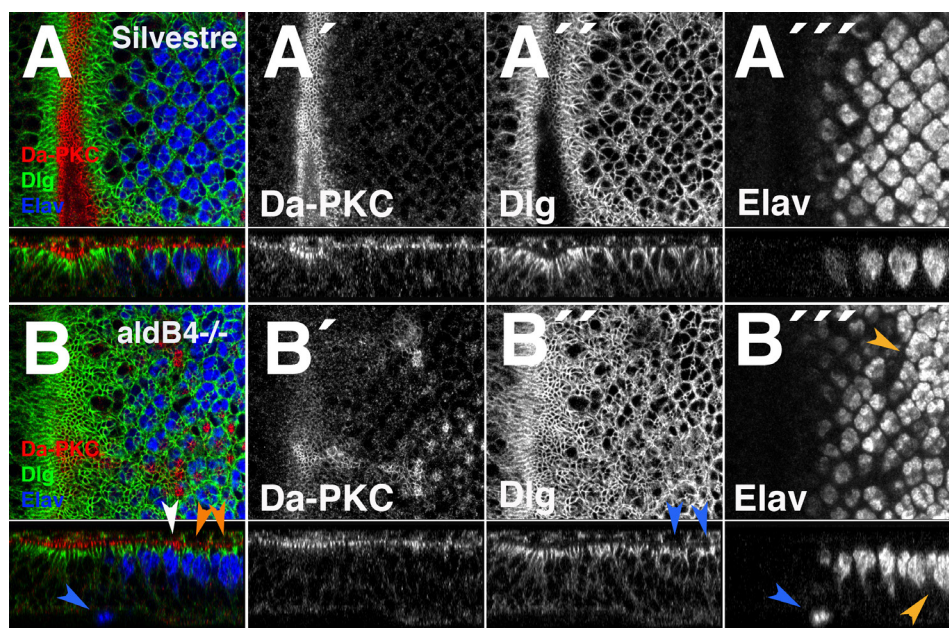 A Silvestre
Da-PKC
Dlg
Elav
A´
Da-PKC
A´´
Dlg
A´´´
Elav
B aldB4-/-
Da-PKC
Dlg
Elav
B´
Da-PKC
B´´
Dlg
B´´´
Elav